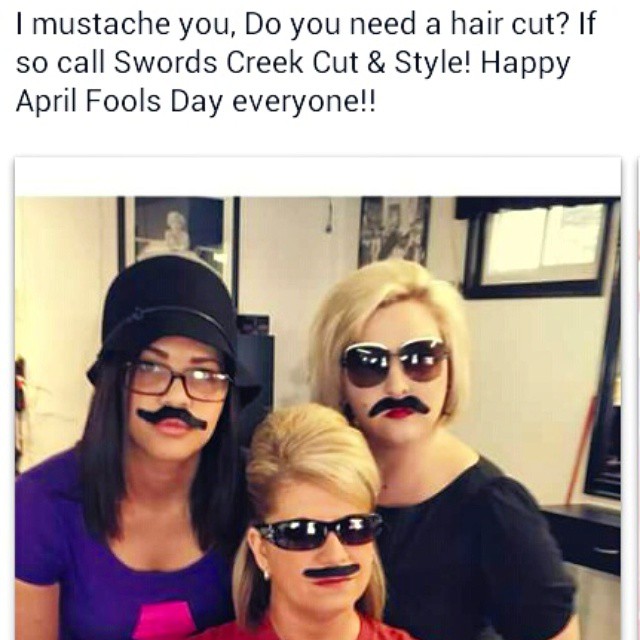 I mustache you, Do you need a hair cut? If
so call Swords Creek Cut & Style! Happy
April Fools Day everyone!!